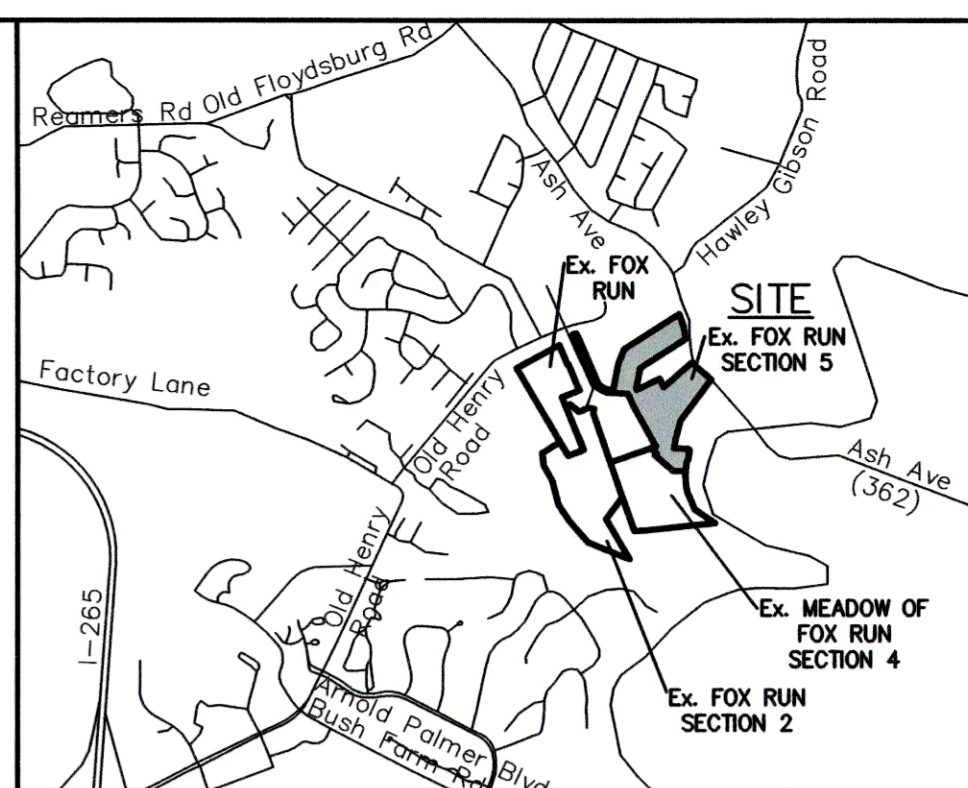 Reamers Rd
Old Floydsburg Rd
Hawley Gibson Road
Ash Ave
Ex. FOX
RUN
SITE
Ex. FOX RUN
SECTION 5
Factory Lane
Old Henry
Road
Ash Ave
(362)
Old Henry
Road
I-265
Ex. MEADOW OF
FOX RUN
SECTION 4
Ex. FOX RUN
SECTION 2
Arnold Palmer Blvd
Bush Farm Rd